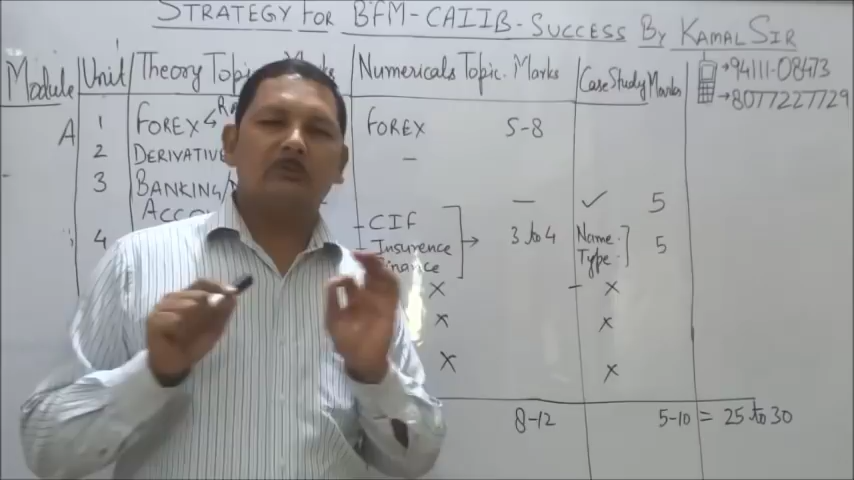 STRATEGY FOR BFM-CAIIB-SUCCESS BY KAMAL SIR
Module Unit Theory Topic Marks Numericals Topic. Marks Case Study Marks
→94111-08473
→8077227729
A 1 FOREX FOREX 5-8
2 DERIVATIVE –
3 BANKING/ – ✓ 5
ACCO
4 - CIF
- Insurence → 3 to 4 Name. Type. 5
Finance
x - x
x x
x x
8-12 5-10 = 25 to 30